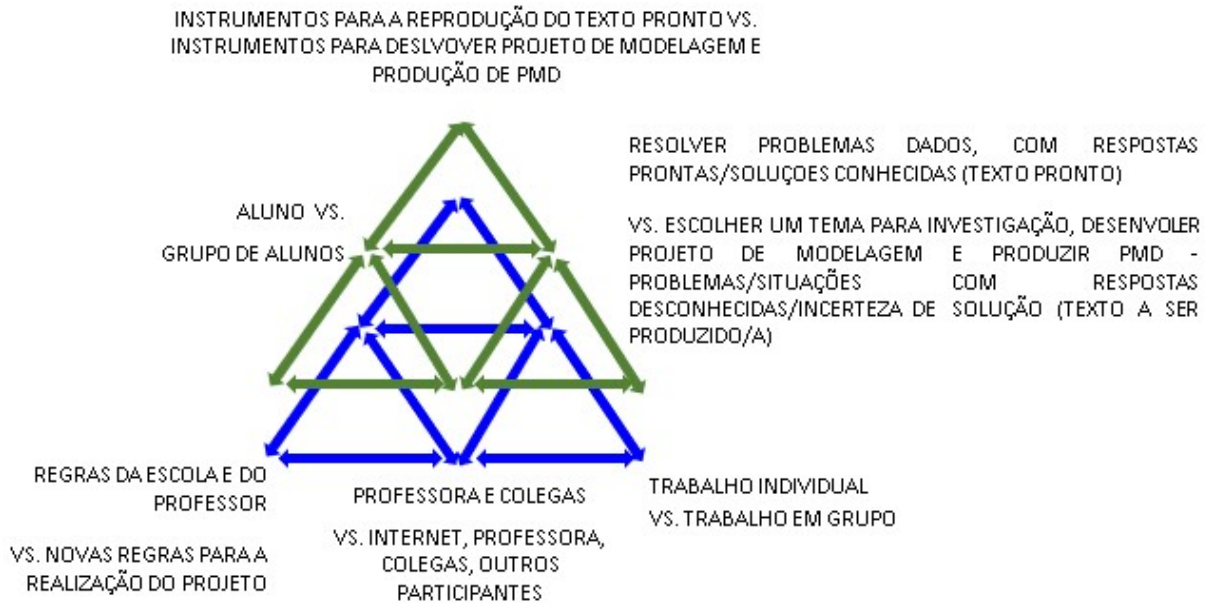 INSTRUMENTOS PARA A REPRODUÇÃO DO TEXTO PRONTO VS.
INSTRUMENTOS PARA DESLVOVER PROJETO DE MODELAGEM E
PRODUÇÃO DE PMD
RESOLVER PROBLEMAS DADOS, COM RESPOSTAS
PRONTAS/SOLUÇOES CONHECIDAS (TEXTO PRONTO)
ALUNO VS.
GRUPO DE ALUNOS
VS. ESCOLHER UM TEMA PARA INVESTIGAÇÃO, DESENVOLER
PROJETO DE MODELAGEM E PRODUZIR PMD -
PROBLEMAS/SITUAÇÕES COM RESPOSTAS
DESCONHECIDAS/INCERTEZA DE SOLUÇÃO (TEXTO A SER
PRODUZIDO/A)
REGRAS DA ESCOLA E DO
PROFESSOR
VS. NOVAS REGRAS PARA A
REALIZAÇÃO DO PROJETO
PROFESSORA E COLEGAS
VS. INTERNET, PROFESSORA,
COLEGAS, OUTROS
PARTICIPANTES
TRABALHO INDIVIDUAL
VS. TRABALHO EM GRUPO